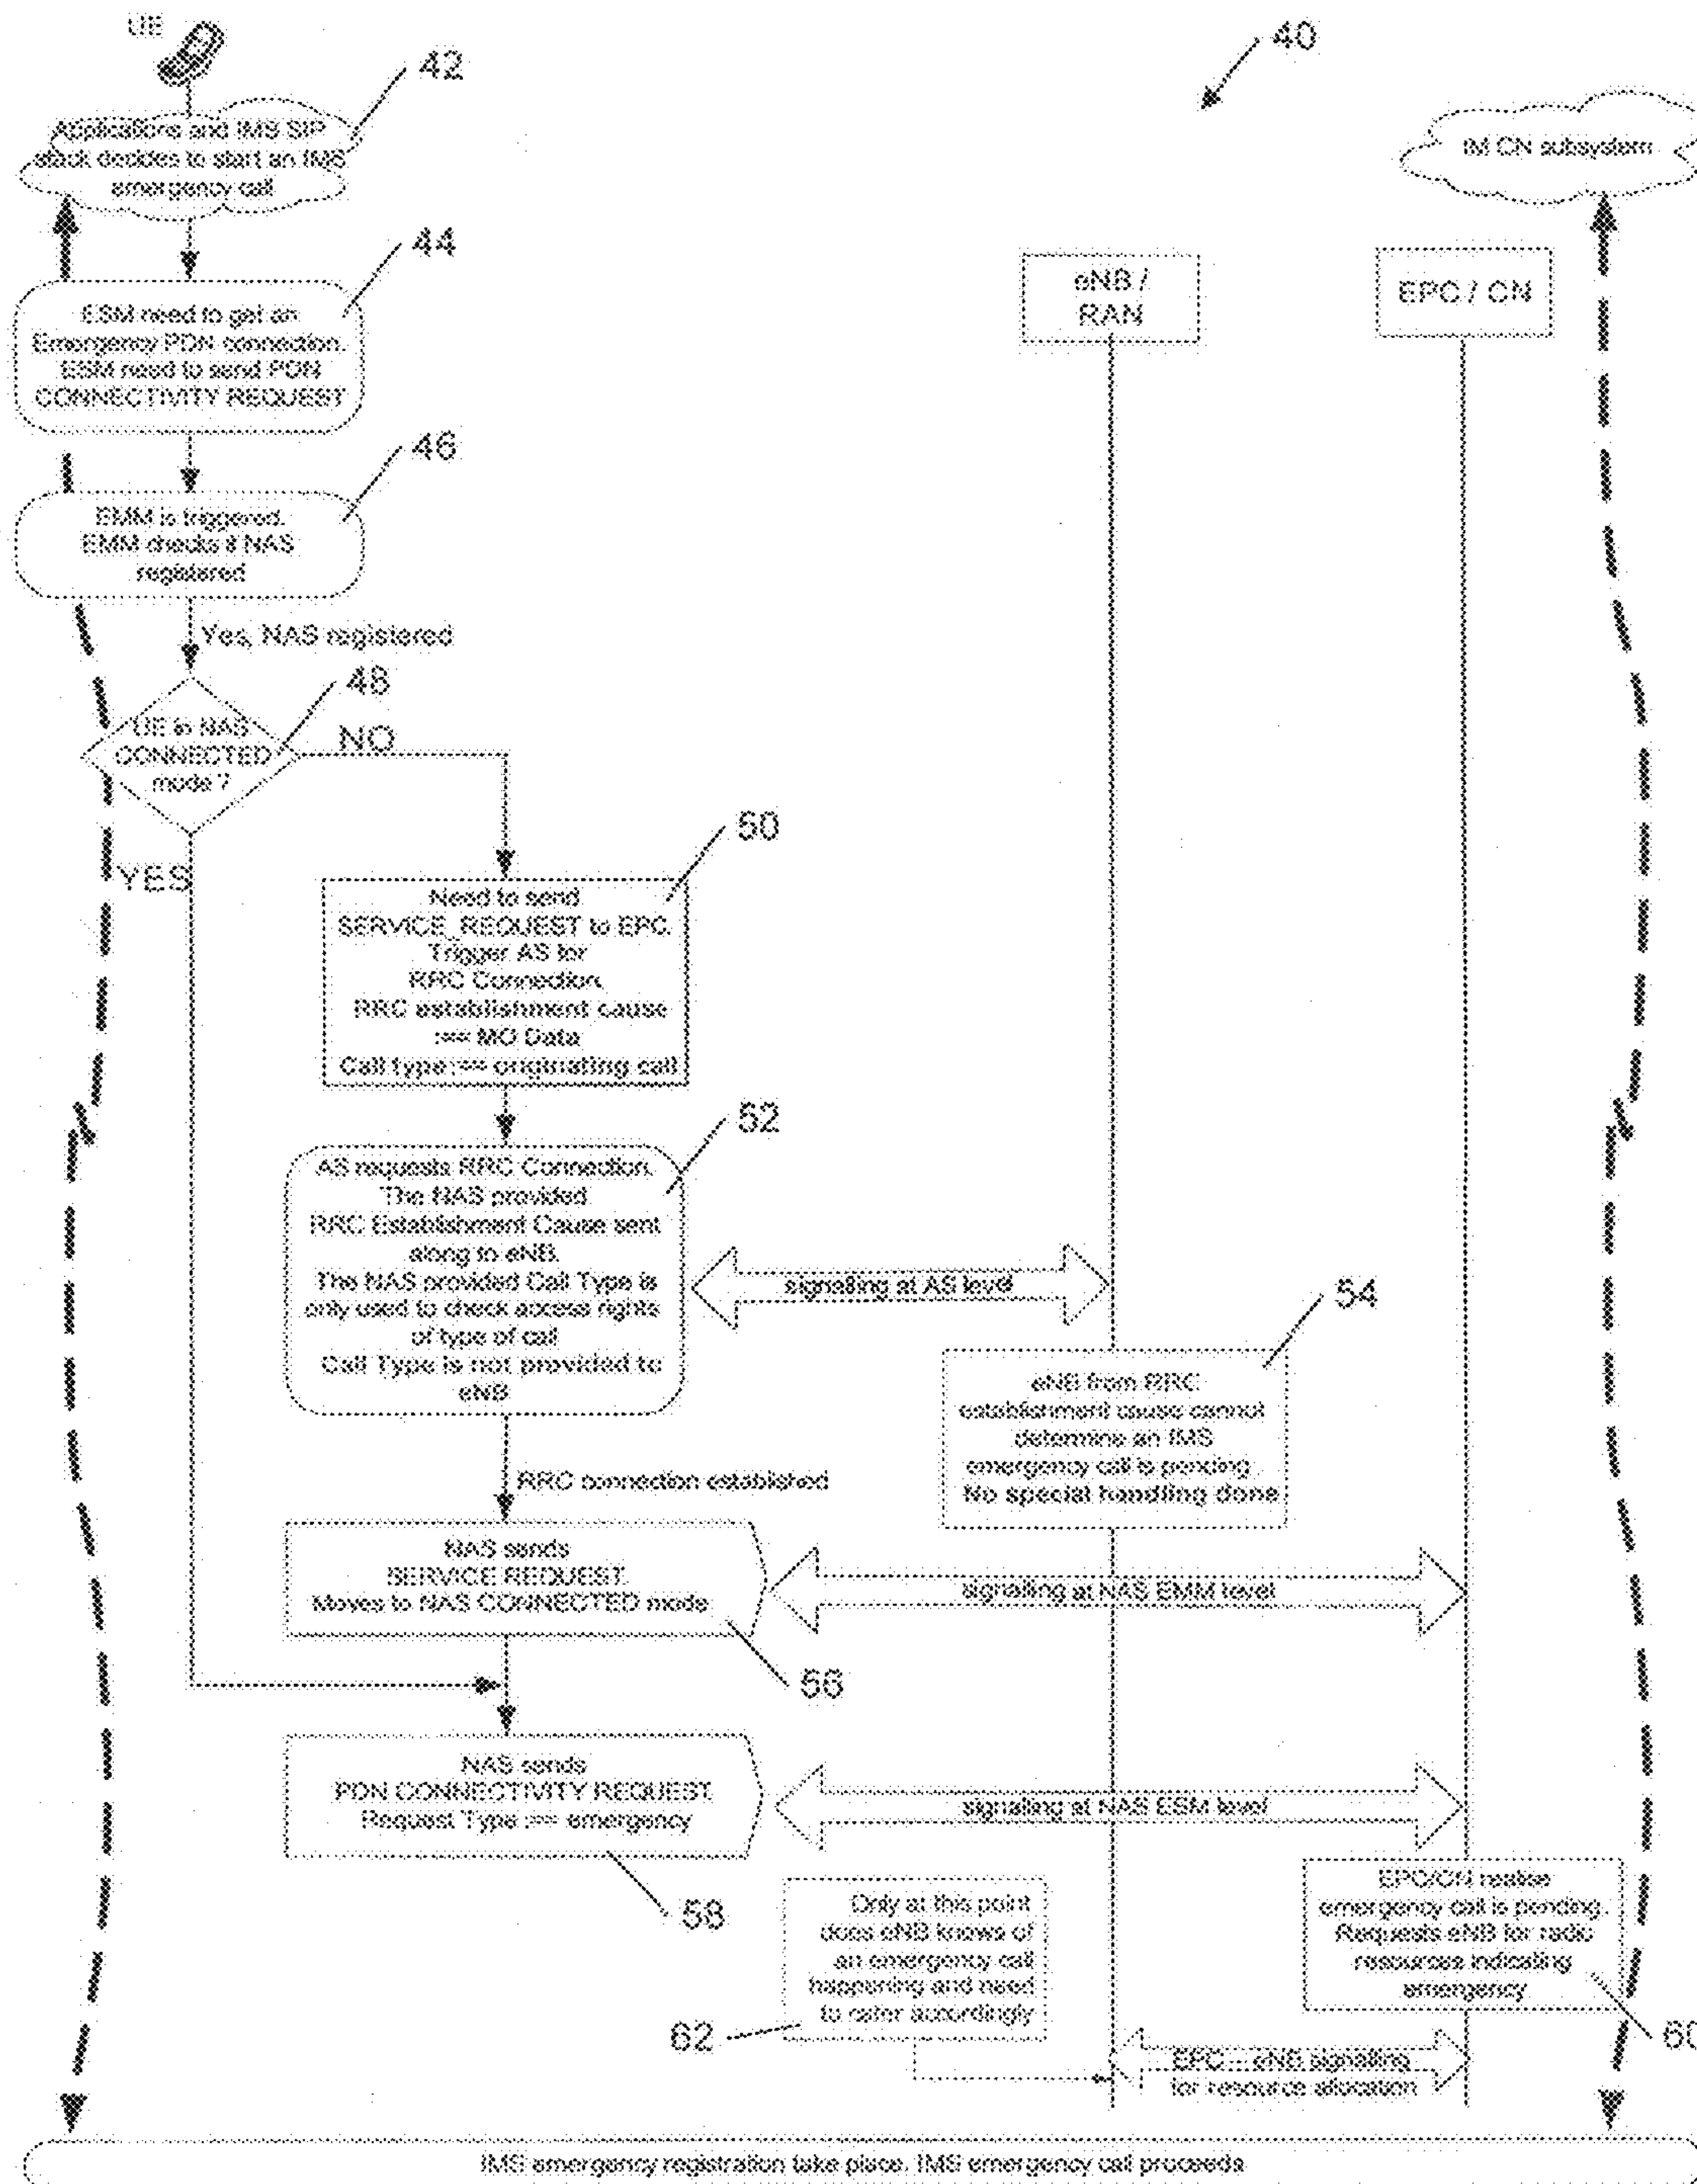 UE
40
42
Applications and IMS SIP
stack decides to start an IMS
emergency call
IM CN subsystem
44
ESM need to get an
Emergency PDN connection.
ESM need to send PDN
CONNECTIVITY REQUEST
eNB /
RAN
EPC / CN
46
EMM is triggered.
EMM checks if NAS
registered
Yes, NAS registered
48
UE in NAS
CONNECTED
mode ?
NO
YES
50
Need to send
SERVICE_REQUEST to EPC.
Trigger AS for
RRC Connection.
RRC establishment cause
:== MO Data
Call type :== originating call
52
AS requests RRC Connection.
The NAS provided
RRC Establishment Cause sent
along to eNB.
The NAS provided Call Type is
only used to check access rights
of type of call
Call Type is not provided to
eNB
signalling at AS level
54
eNB from RRC
establishment cause cannot
determine an IMS
emergency call is pending
No special handling done
RRC connection established
NAS sends
SERVICE REQUEST.
Moves to NAS CONNECTED mode
signalling at NAS EMM level
56
NAS sends
PDN CONNECTIVITY REQUEST.
Request Type :== emergency
signalling at NAS ESM level
58
EPC/CN realise
emergency call is pending.
Requests eNB for radio
resources indicating
emergency
60
Only at this point
does eNB knows of
an emergency call
happening and need
to cater accordingly
62
EPC - eNB signalling
for resource allocation
IMS emergency registration take place. IMS emergency call proceeds